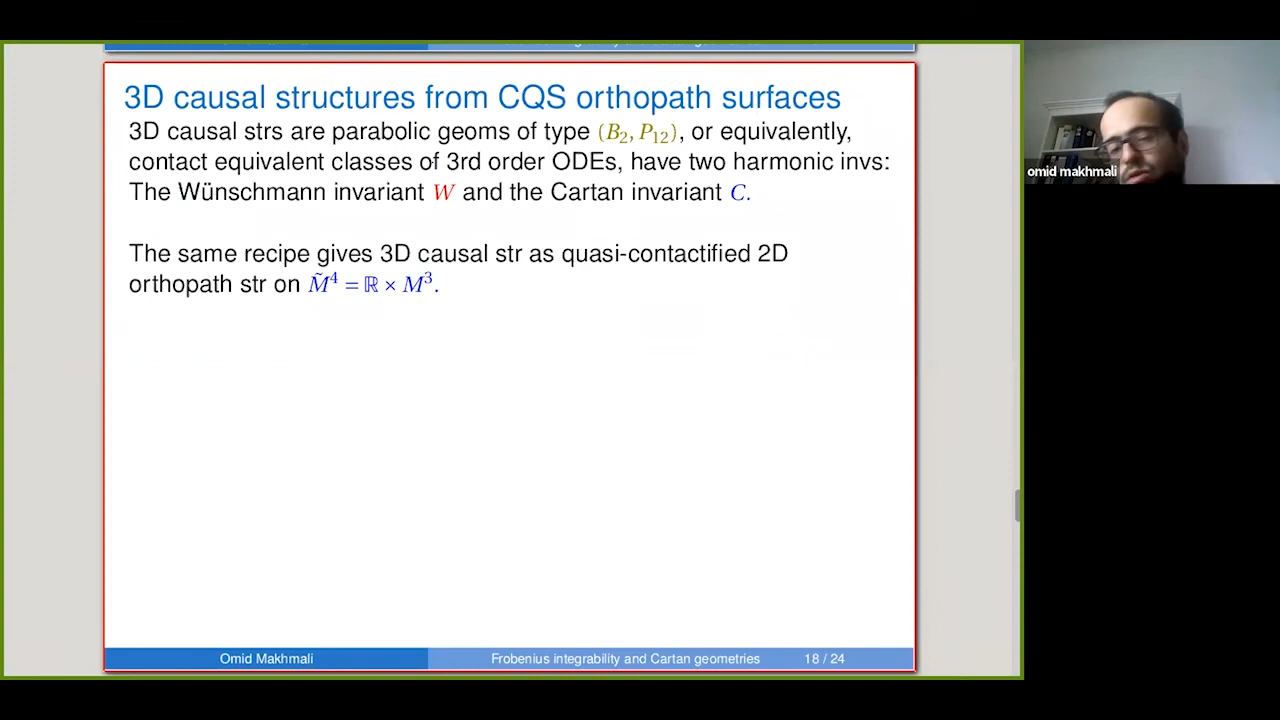 3D causal structures from CQS orthopath surfaces
3D causal strs are parabolic geoms of type (B₂, P₁₂), or equivalently,
contact equivalent classes of 3rd order ODEs, have two harmonic invs:
The Wünschmann invariant W and the Cartan invariant C.
The same recipe gives 3D causal str as quasi-contactified 2D
orthopath str on M̃⁴ = ℝ × M³.
Omid Makhmali
Frobenius integrability and Cartan geometries
18 / 24
omid makhmali